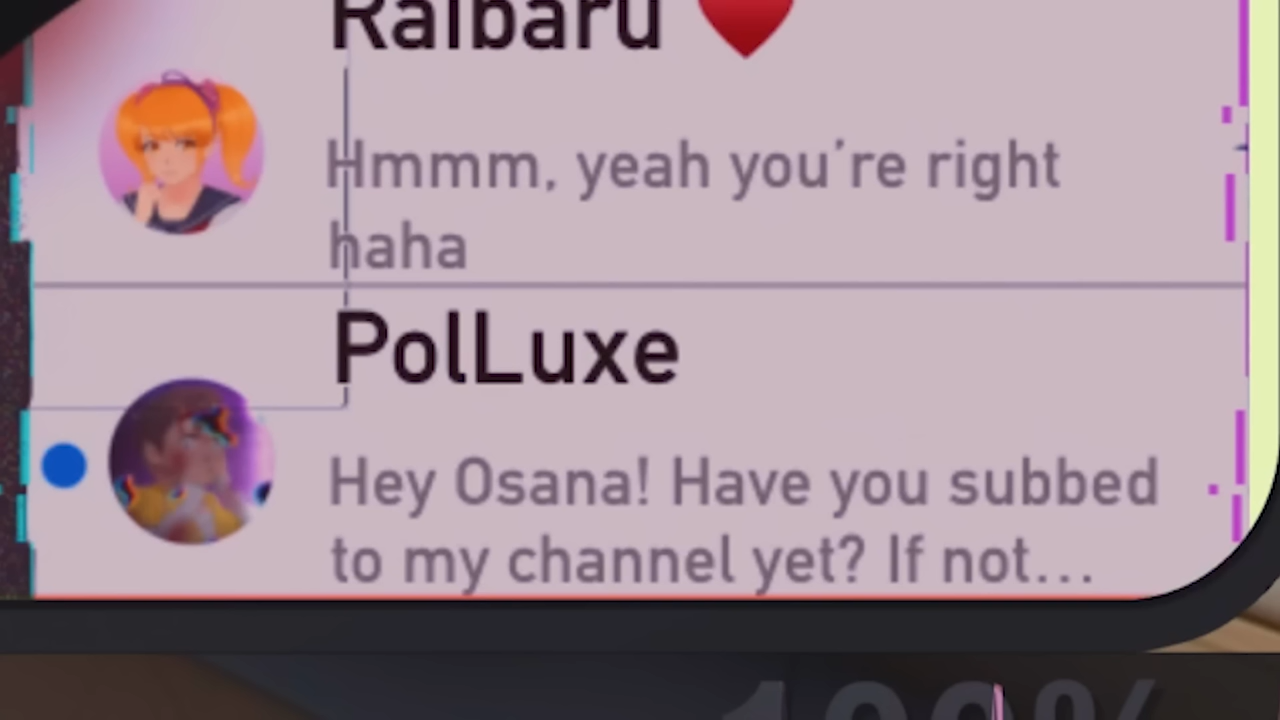 Raibaru ❤
Hmmm, yeah you're right
haha
PolLuxe
Hey Osana! Have you subbed
to my channel yet? If not...
100%